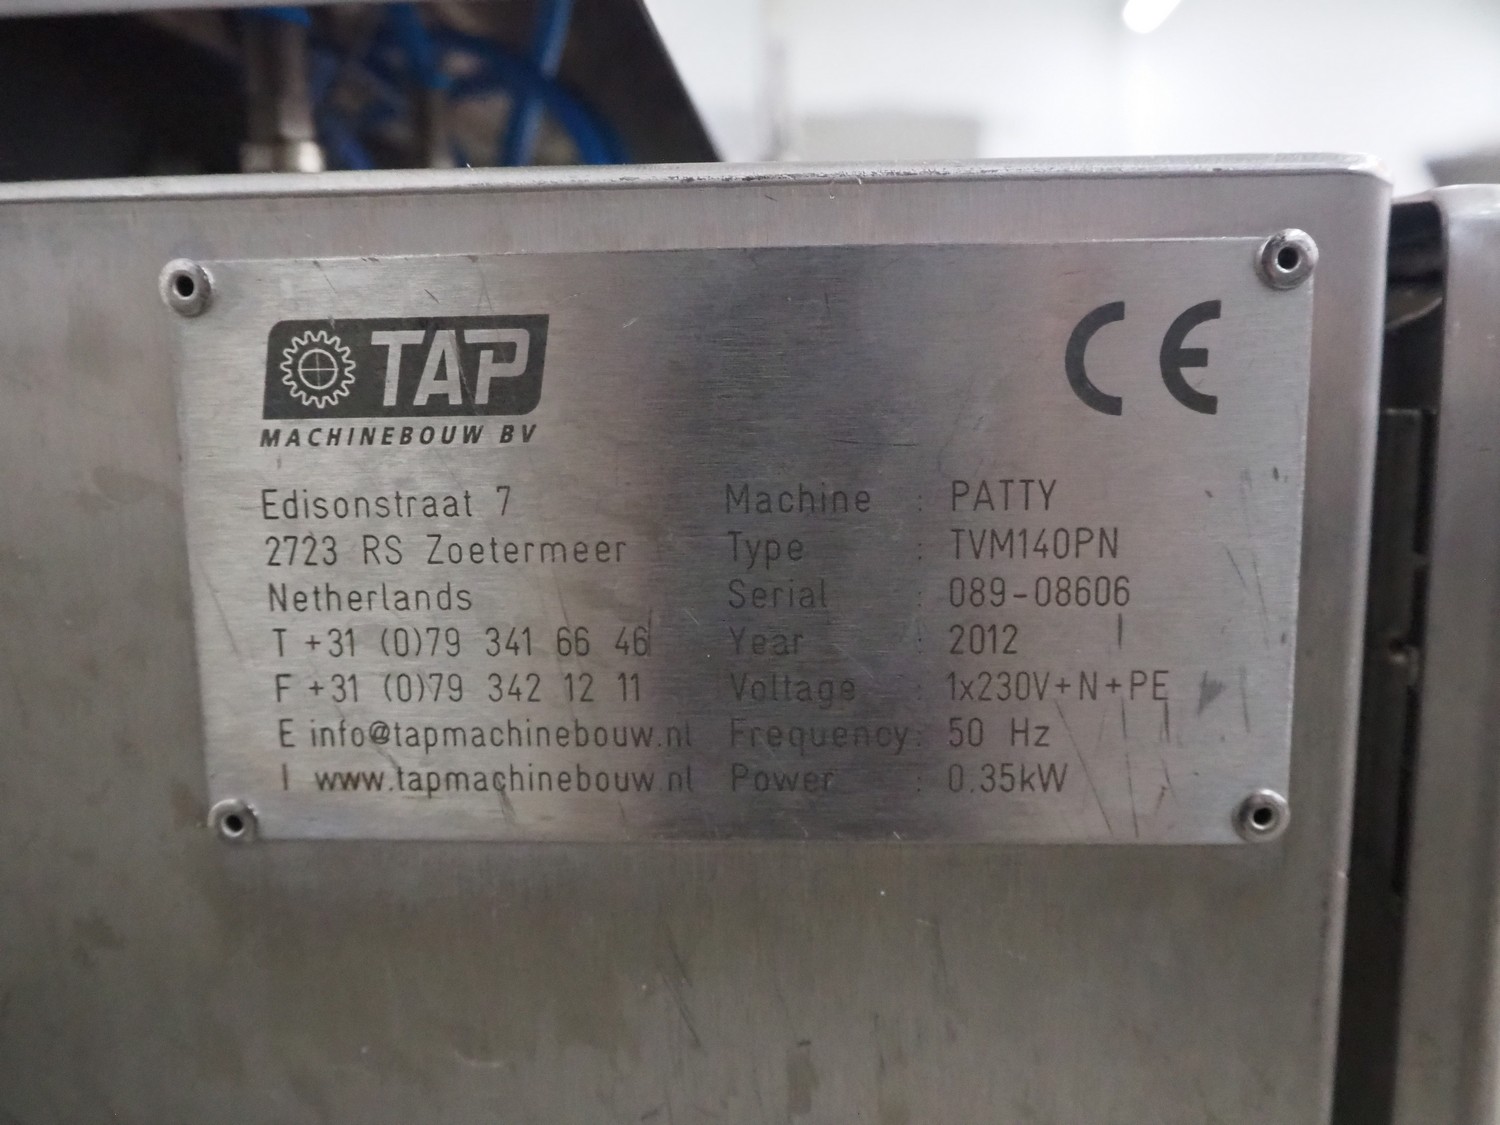 TAP
MACHINEBOUW BV
CE
Edisonstraat 7
2723 RS Zoetermeer
Netherlands
T +31 (0)79 341 66 46
F +31 (0)79 342 12 11
E info@tapmachinebouw.nl
I www.tapmachinebouw.nl
Machine : PATTY
Type : TVM140PN
Serial : 089-08606
Year : 2012
Voltage : 1x230V+N+PE
Frequency: 50 Hz
Power : 0.35kW